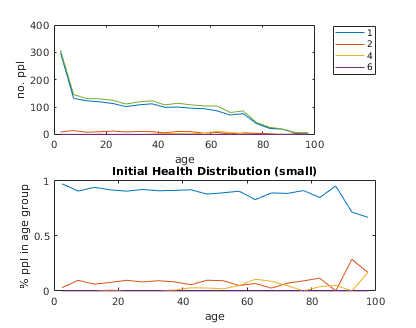 400
300
200
100
0
no. ppl
0 20 40 60 80 100
age
1
2
4
6
Initial Health Distribution (small)
1
0.5
0
% ppl in age group
0 20 40 60 80 100
age